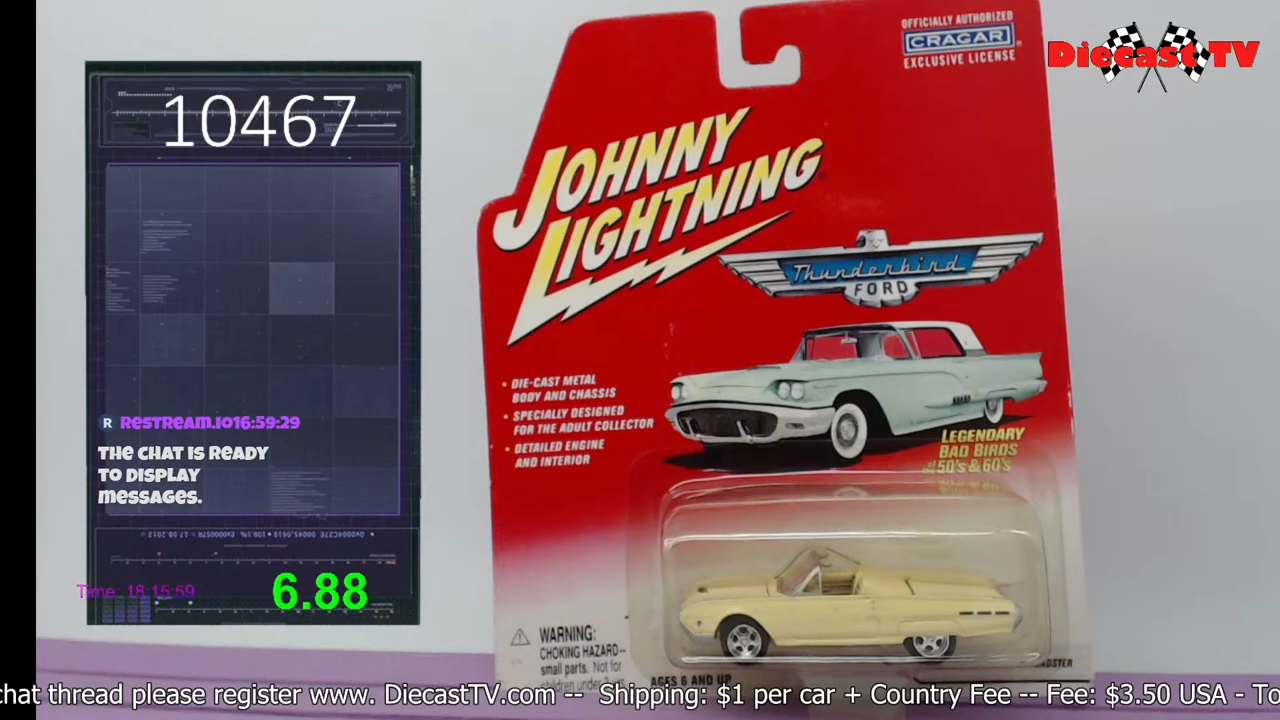 10467
RESTREAM.IO 16:59:29
THE CHAT IS READY
TO DISPLAY
MESSAGES.
Time: 18:15:59
6.88
OFFICIALLY AUTHORIZED
CRAGAR
EXCLUSIVE LICENSE
Diecast TV
JOHNNY
LIGHTNING
Thunderbird
FORD
• DIE-CAST METAL
BODY AND CHASSIS
• SPECIALLY DESIGNED
FOR THE ADULT COLLECTOR
• DETAILED ENGINE
AND INTERIOR
LEGENDARY
BAD BIRDS
of 50's & 60's
WARNING:
CHOKING HAZARD–
small parts. Not for
AGES 6 AND UP
chat thread please register www. DiecastTV.com -- Shipping: $1 per car + Country Fee -- Fee: $3.50 USA - To